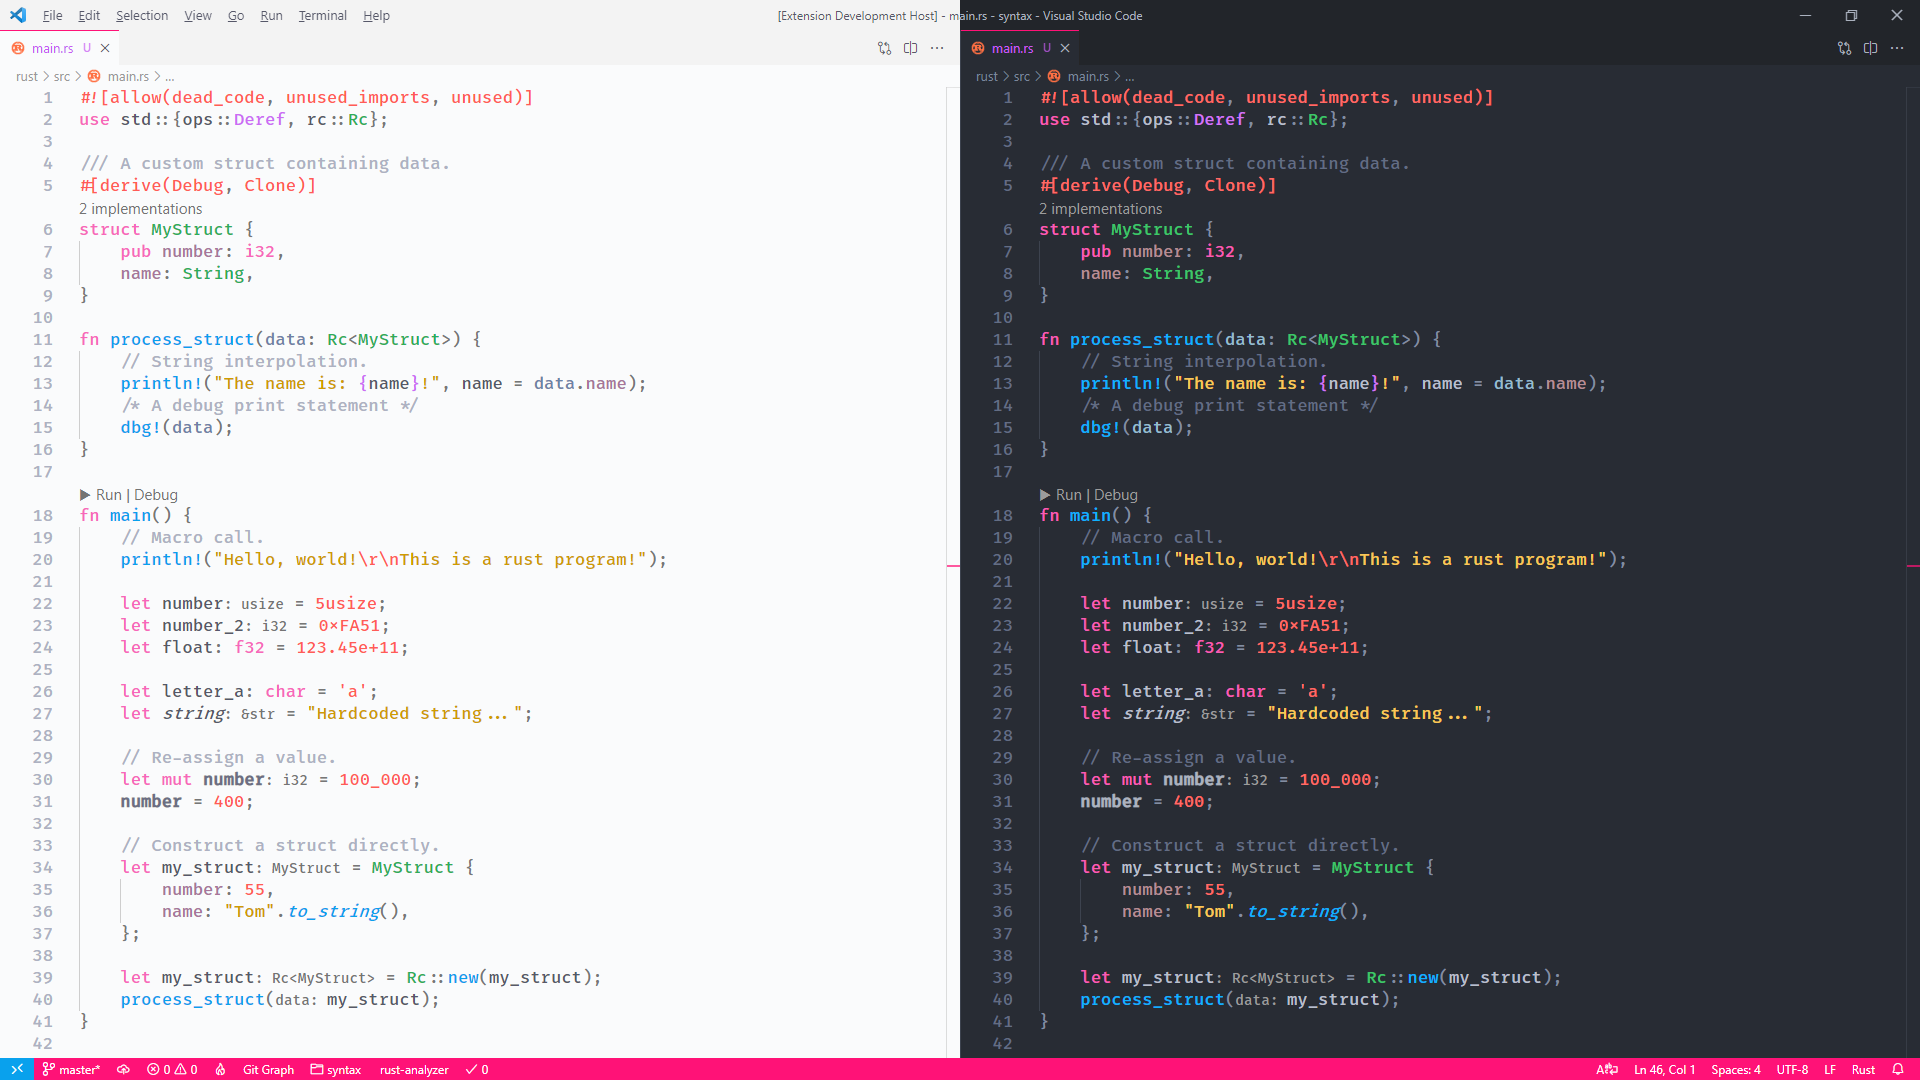 File Edit Selection View Go Run Terminal Help [Extension Development Host] - main.rs - syntax - Visual Studio Code
main.rs U
rust > src > main.rs > ...
1 #![allow(dead_code, unused_imports, unused)]
2 use std::{ops::Deref, rc::Rc};
3
4 /// A custom struct containing data.
5 #[derive(Debug, Clone)]
2 implementations
6 struct MyStruct {
7 pub number: i32,
8 name: String,
9 }
10
11 fn process_struct(data: Rc<MyStruct>) {
12 // String interpolation.
13 println!("The name is: {name}!", name = data.name);
14 /* A debug print statement */
15 dbg!(data);
16 }
17
Run | Debug
18 fn main() {
19 // Macro call.
20 println!("Hello, world!\r\nThis is a rust program!");
21
22 let number: usize = 5usize;
23 let number_2: i32 = 0xFA51;
24 let float: f32 = 123.45e+11;
25
26 let letter_a: char = 'a';
27 let string: &str = "Hardcoded string...";
28
29 // Re-assign a value.
30 let mut number: i32 = 100_000;
31 number = 400;
32
33 // Construct a struct directly.
34 let my_struct: MyStruct = MyStruct {
35 number: 55,
36 name: "Tom".to_string(),
37 };
38
39 let my_struct: Rc<MyStruct> = Rc::new(my_struct);
40 process_struct(data: my_struct);
41 }
42
main.rs U
rust > src > main.rs > ...
1 #![allow(dead_code, unused_imports, unused)]
2 use std::{ops::Deref, rc::Rc};
3
4 /// A custom struct containing data.
5 #[derive(Debug, Clone)]
2 implementations
6 struct MyStruct {
7 pub number: i32,
8 name: String,
9 }
10
11 fn process_struct(data: Rc<MyStruct>) {
12 // String interpolation.
13 println!("The name is: {name}!", name = data.name);
14 /* A debug print statement */
15 dbg!(data);
16 }
17
Run | Debug
18 fn main() {
19 // Macro call.
20 println!("Hello, world!\r\nThis is a rust program!");
21
22 let number: usize = 5usize;
23 let number_2: i32 = 0xFA51;
24 let float: f32 = 123.45e+11;
25
26 let letter_a: char = 'a';
27 let string: &str = "Hardcoded string...";
28
29 // Re-assign a value.
30 let mut number: i32 = 100_000;
31 number = 400;
32
33 // Construct a struct directly.
34 let my_struct: MyStruct = MyStruct {
35 number: 55,
36 name: "Tom".to_string(),
37 };
38
39 let my_struct: Rc<MyStruct> = Rc::new(my_struct);
40 process_struct(data: my_struct);
41 }
42
master* 0 0 Git Graph syntax rust-analyzer 0 Ln 46, Col 1 Spaces: 4 UTF-8 LF Rust